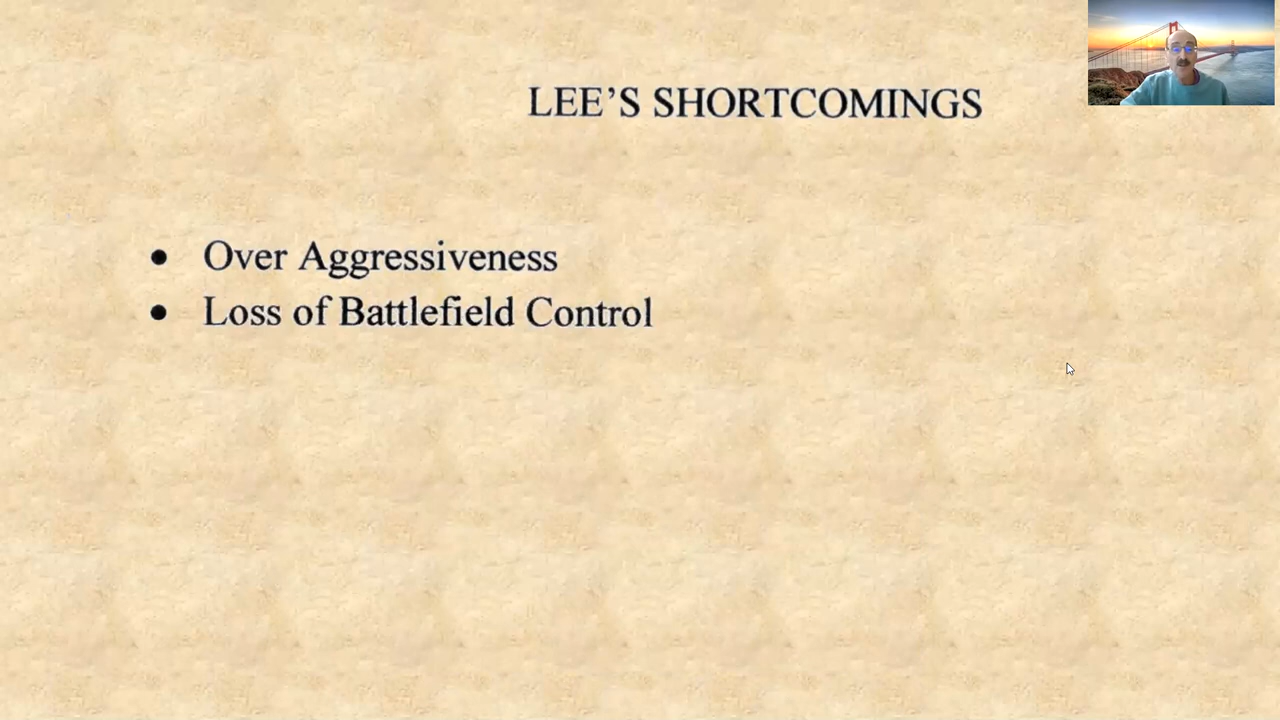 LEE’S SHORTCOMINGS
● Over Aggressiveness
● Loss of Battlefield Control